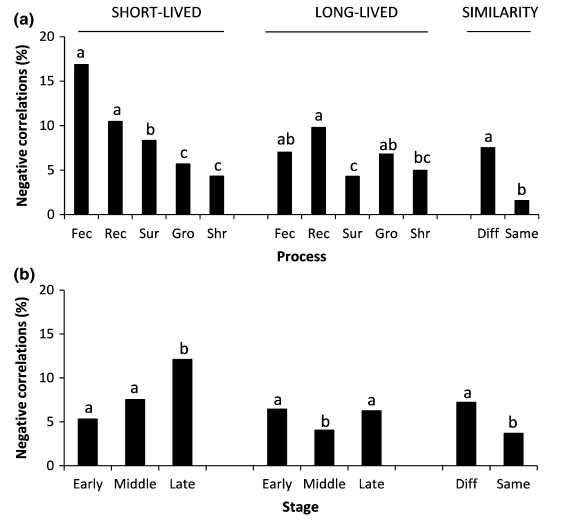 (a) SHORT-LIVED LONG-LIVED SIMILARITY
Negative correlations (%)
20
15
10
5
0
a a b c c ab a c ab bc a b
Fec Rec Sur Gro Shr Fec Rec Sur Gro Shr Diff Same
Process
(b)
Negative correlations (%)
20
15
10
5
0
a a b a b a a b
Early Middle Late Early Middle Late Diff Same
Stage